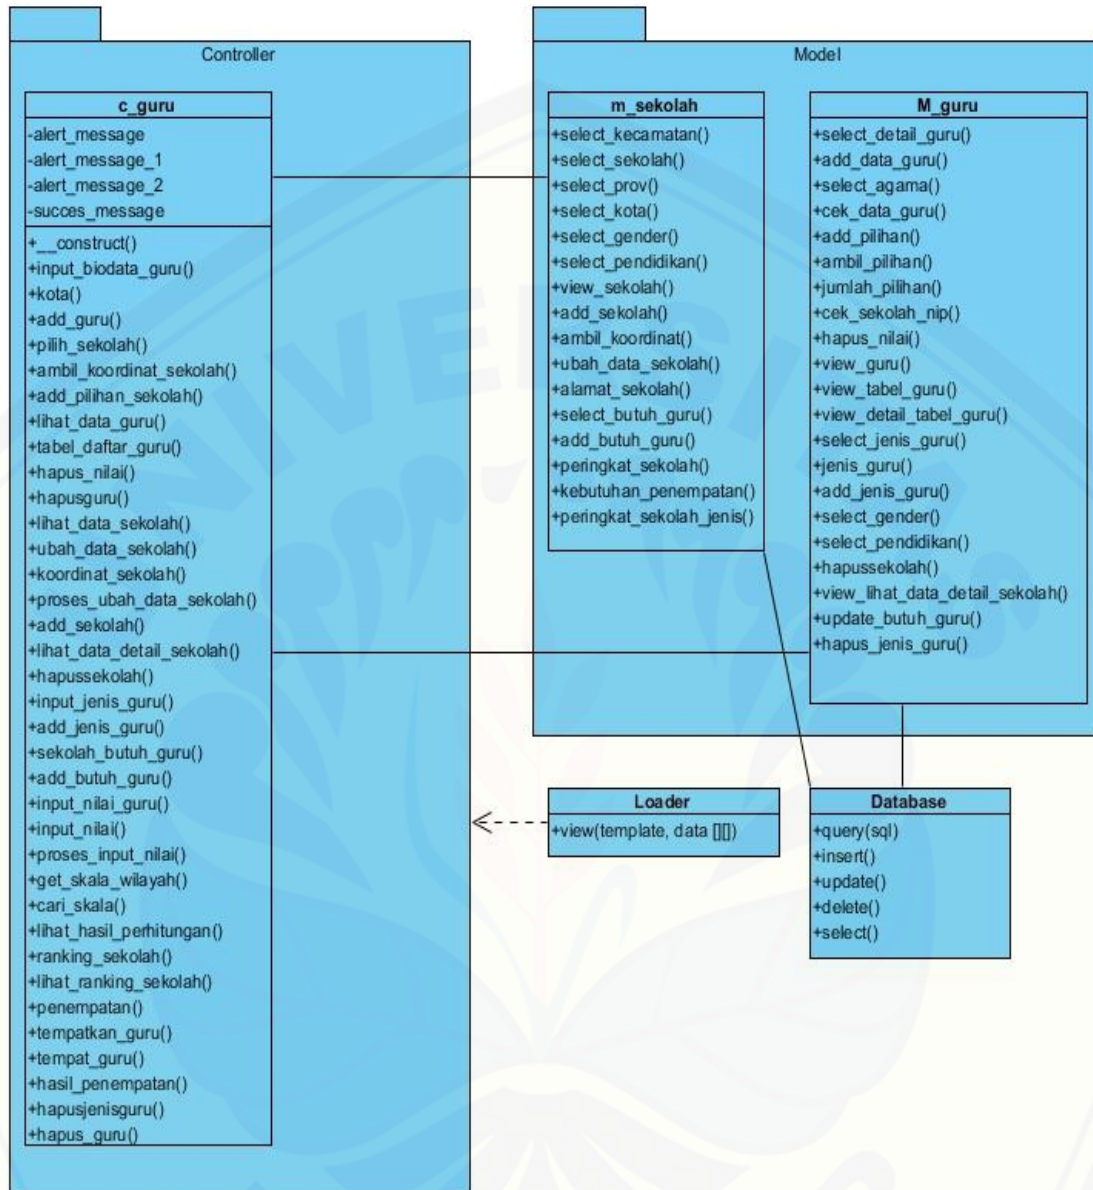 Controller
c_guru
-alert_message
-alert_message_1
-alert_message_2
-succes_message
+__construct()
+input_biodata_guru()
+kota()
+add_guru()
+pilih_sekolah()
+ambil_koordinat_sekolah()
+add_pilihan_sekolah()
+lihat_data_guru()
+tabel_daftar_guru()
+hapus_nilai()
+hapusguru()
+lihat_data_sekolah()
+ubah_data_sekolah()
+koordinat_sekolah()
+proses_ubah_data_sekolah()
+add_sekolah()
+lihat_data_detail_sekolah()
+hapussekolah()
+input_jenis_guru()
+add_jenis_guru()
+sekolah_butuh_guru()
+add_butuh_guru()
+input_nilai_guru()
+input_nilai()
+proses_input_nilai()
+get_skala_wilayah()
+cari_skala()
+lihat_hasil_perhitungan()
+ranking_sekolah()
+lihat_ranking_sekolah()
+penempatan()
+tempatkan_guru()
+tempat_guru()
+hasil_penempatan()
+hapusjenisguru()
+hapus_guru()
Model
m_sekolah
+select_kecamatan()
+select_sekolah()
+select_prov()
+select_kota()
+select_gender()
+select_pendidikan()
+view_sekolah()
+add_sekolah()
+ambil_koordinat()
+ubah_data_sekolah()
+alamat_sekolah()
+select_butuh_guru()
+add_butuh_guru()
+peringkat_sekolah()
+kebutuhan_penempatan()
+peringkat_sekolah_jenis()
M_guru
+select_detail_guru()
+add_data_guru()
+select_agama()
+cek_data_guru()
+add_pilihan()
+ambil_pilihan()
+jumlah_pilihan()
+cek_sekolah_nip()
+hapus_nilai()
+view_guru()
+view_tabel_guru()
+view_detail_tabel_guru()
+select_jenis_guru()
+jenis_guru()
+add_jenis_guru()
+select_gender()
+select_pendidikan()
+hapussekolah()
+view_lihat_data_detail_sekolah()
+update_butuh_guru()
+hapus_jenis_guru()
Loader
+view(template, data [][])
Database
+query(sql)
+insert()
+update()
+delete()
+select()